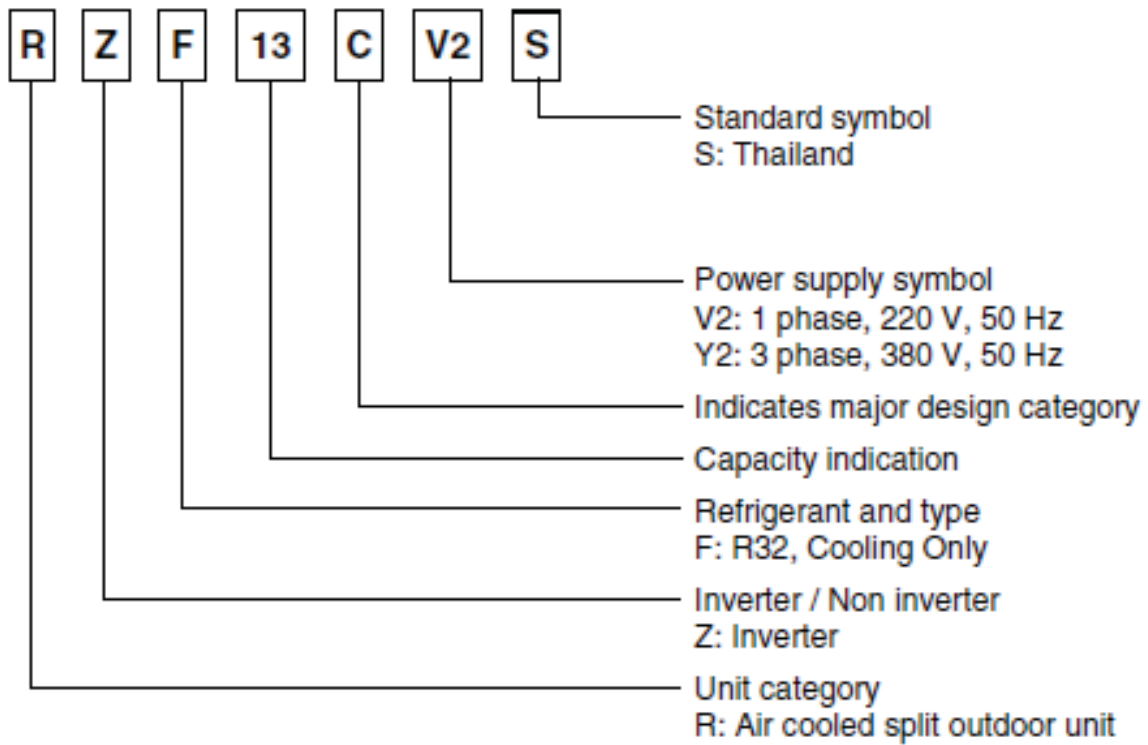 R Z F 13 C V2 S
Standard symbol
S: Thailand
Power supply symbol
V2: 1 phase, 220 V, 50 Hz
Y2: 3 phase, 380 V, 50 Hz
Indicates major design category
Capacity indication
Refrigerant and type
F: R32, Cooling Only
Inverter / Non inverter
Z: Inverter
Unit category
R: Air cooled split outdoor unit